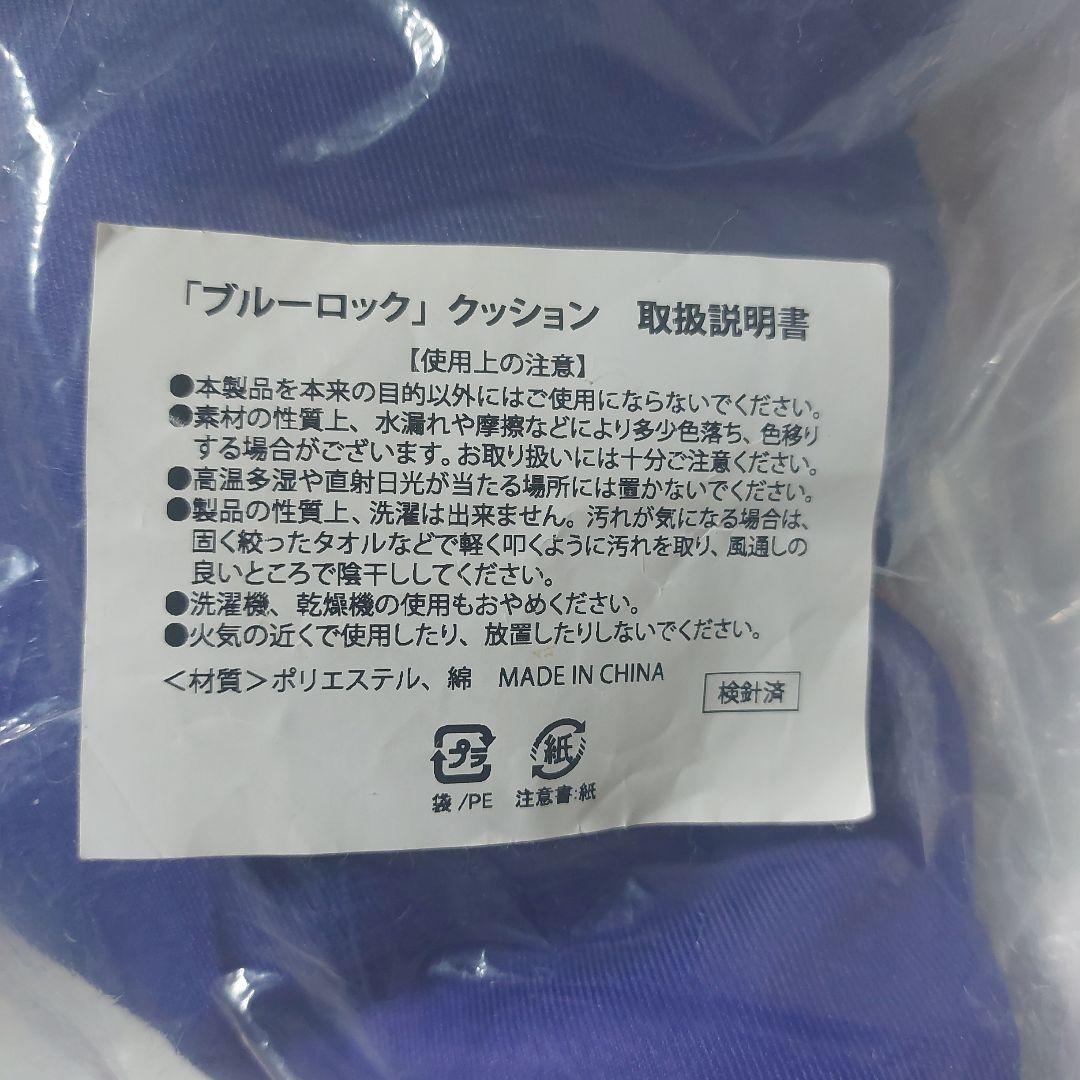 「ブルーロック」クッション 取扱説明書
【使用上の注意】
●本製品を本来の目的以外にはご使用にならないでください。
●素材の性質上、水漏れや摩擦などにより多少色落ち、色移り
する場合がございます。お取り扱いには十分ご注意ください。
●高温多湿や直射日光が当たる場所には置かないでください。
●製品の性質上、洗濯は出来ません。汚れが気になる場合は、
固く絞ったタオルなどで軽く叩くように汚れを取り、風通しの
良いところで陰干ししてください。
●洗濯機、乾燥機の使用もおやめください。
●火気の近くで使用したり、放置したりしないでください。
＜材質＞ポリエステル、綿 MADE IN CHINA
検針済
プラ 紙
袋/PE 注意書:紙